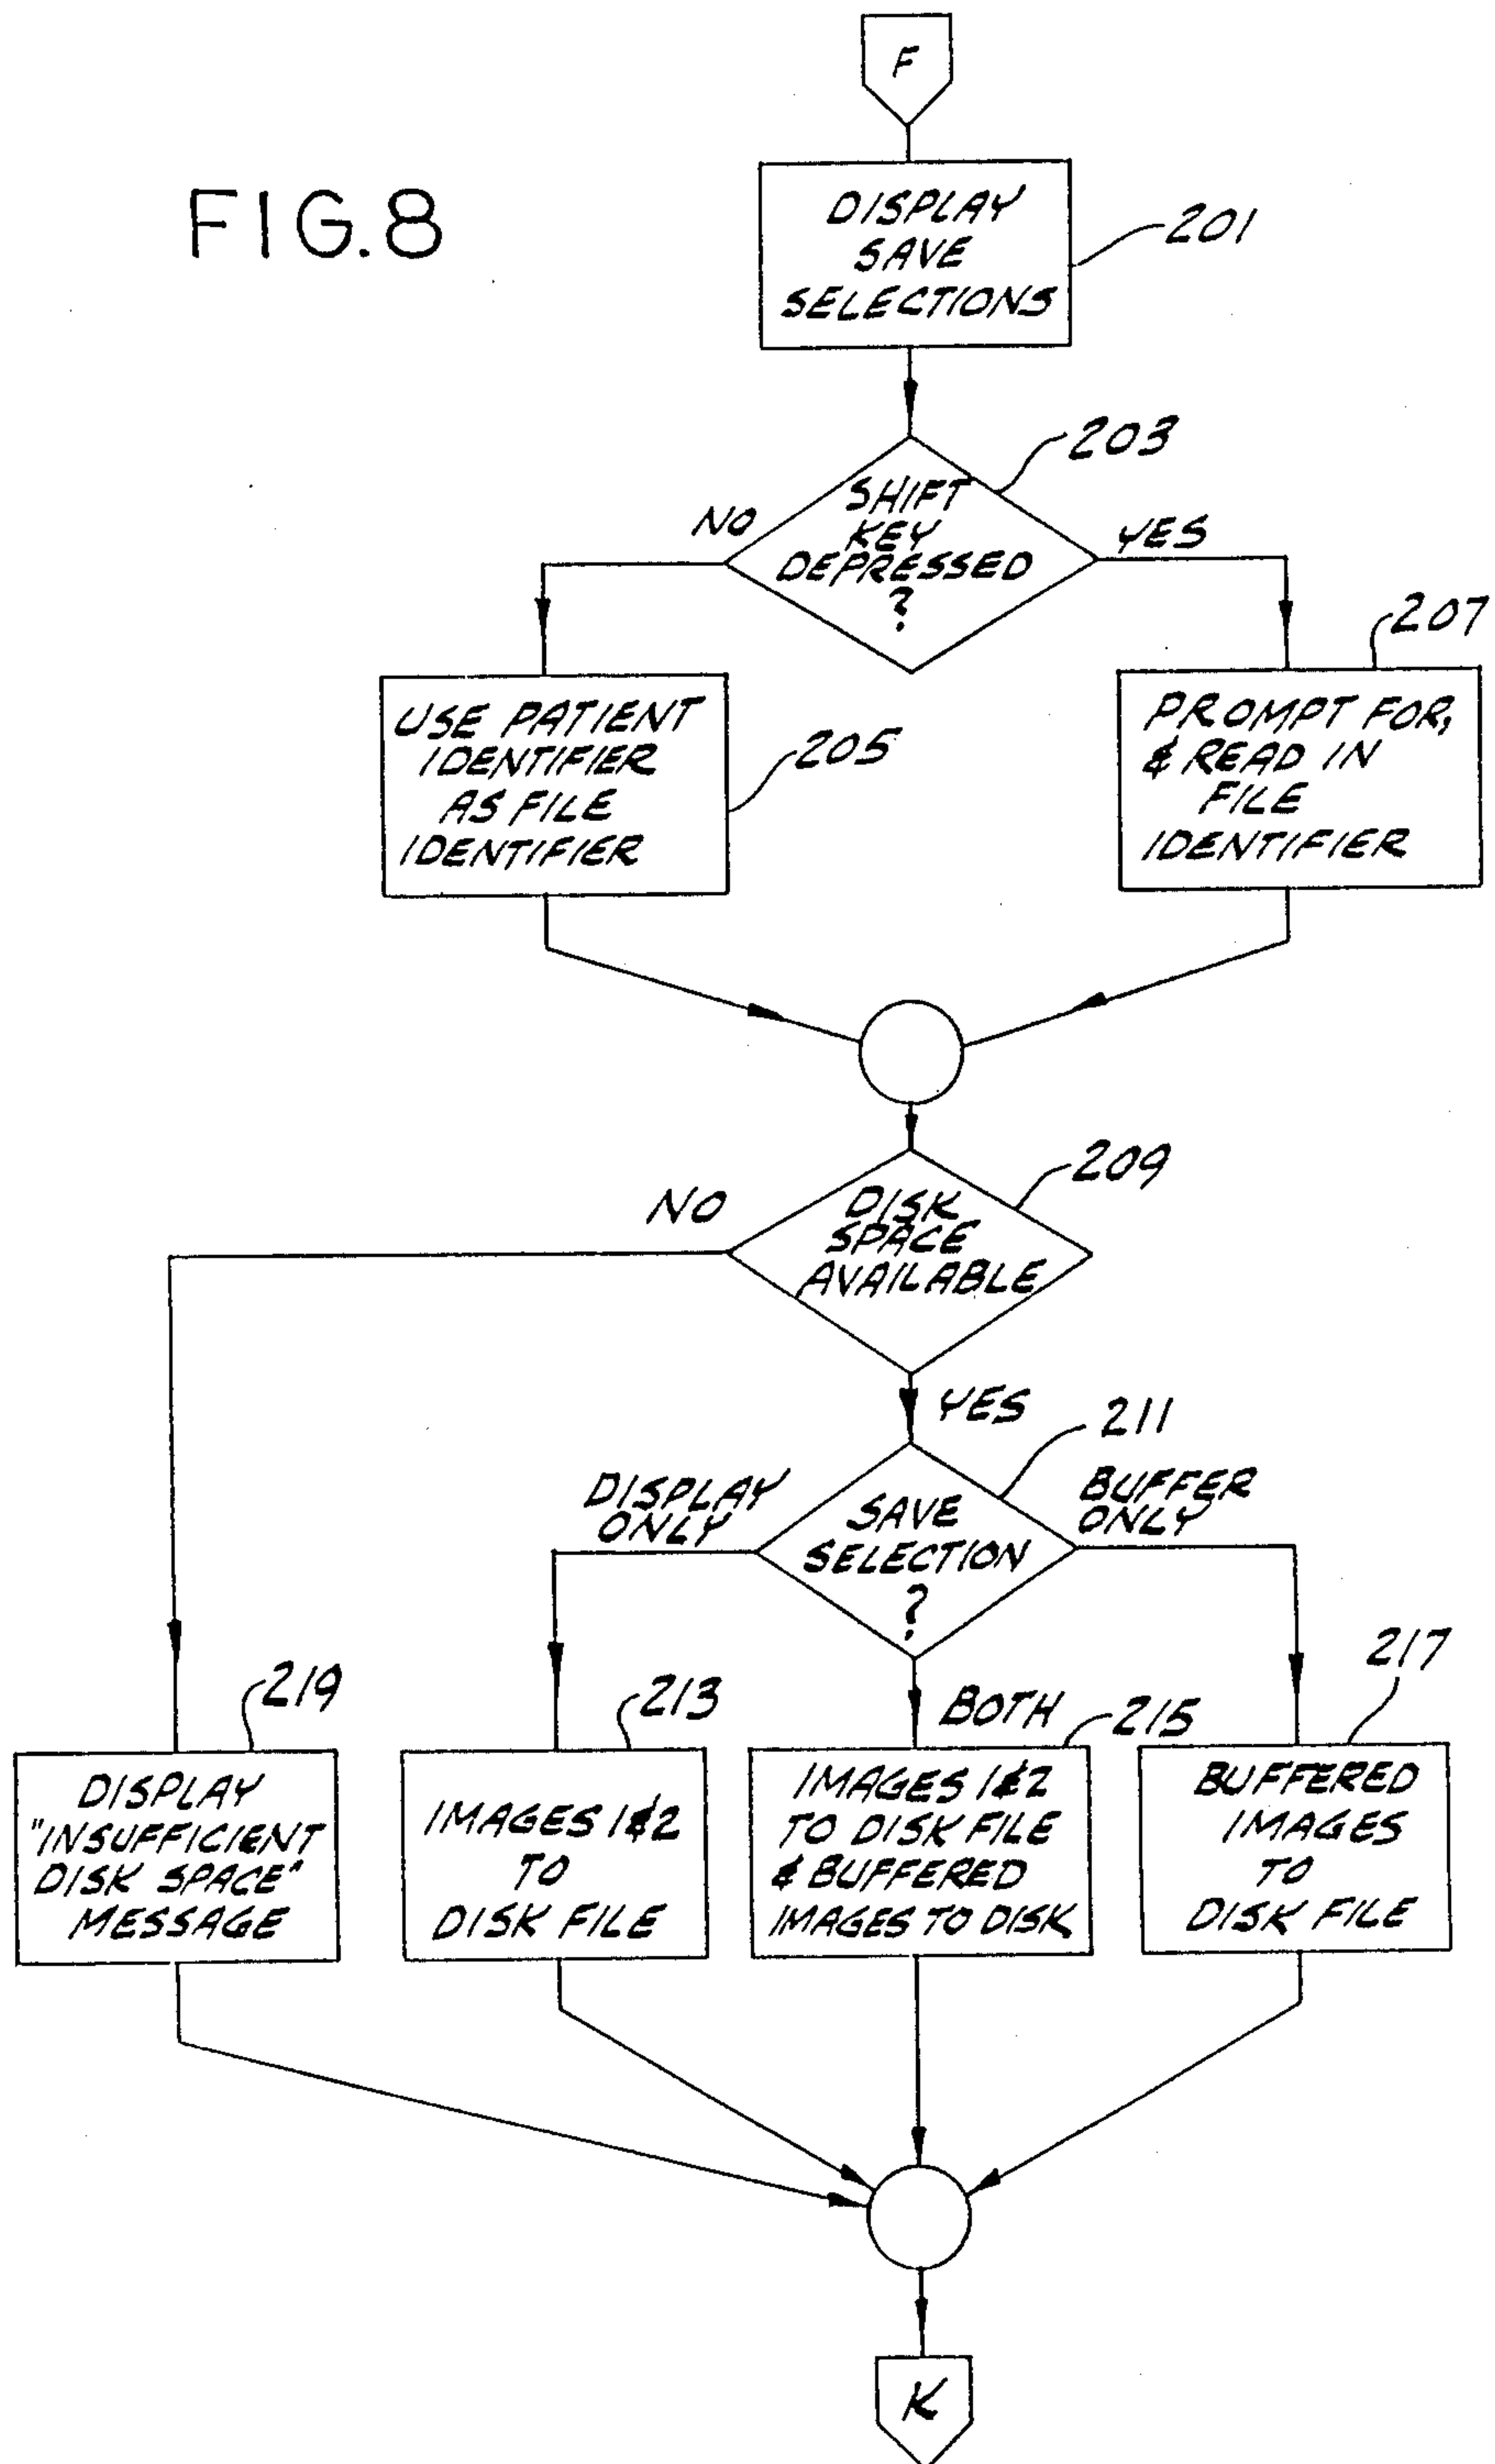 F
FIG.8
DISPLAY
SAVE
SELECTIONS
201
203
SHIFT
KEY
DEPRESSED
?
NO
YES
207
USE PATIENT
IDENTIFIER
AS FILE
IDENTIFIER
205
PROMPT FOR,
& READ IN
FILE
IDENTIFIER
209
NO
DISK
SPACE
AVAILABLE
YES
211
DISPLAY
ONLY
SAVE
SELECTION
?
BUFFER
ONLY
219
213
BOTH
215
217
DISPLAY
"INSUFFICIENT
DISK SPACE"
MESSAGE
IMAGES 1&2
TO
DISK FILE
IMAGES 1&2
TO DISK FILE
& BUFFERED
IMAGES TO DISK
BUFFERED
IMAGES
TO
DISK FILE
K